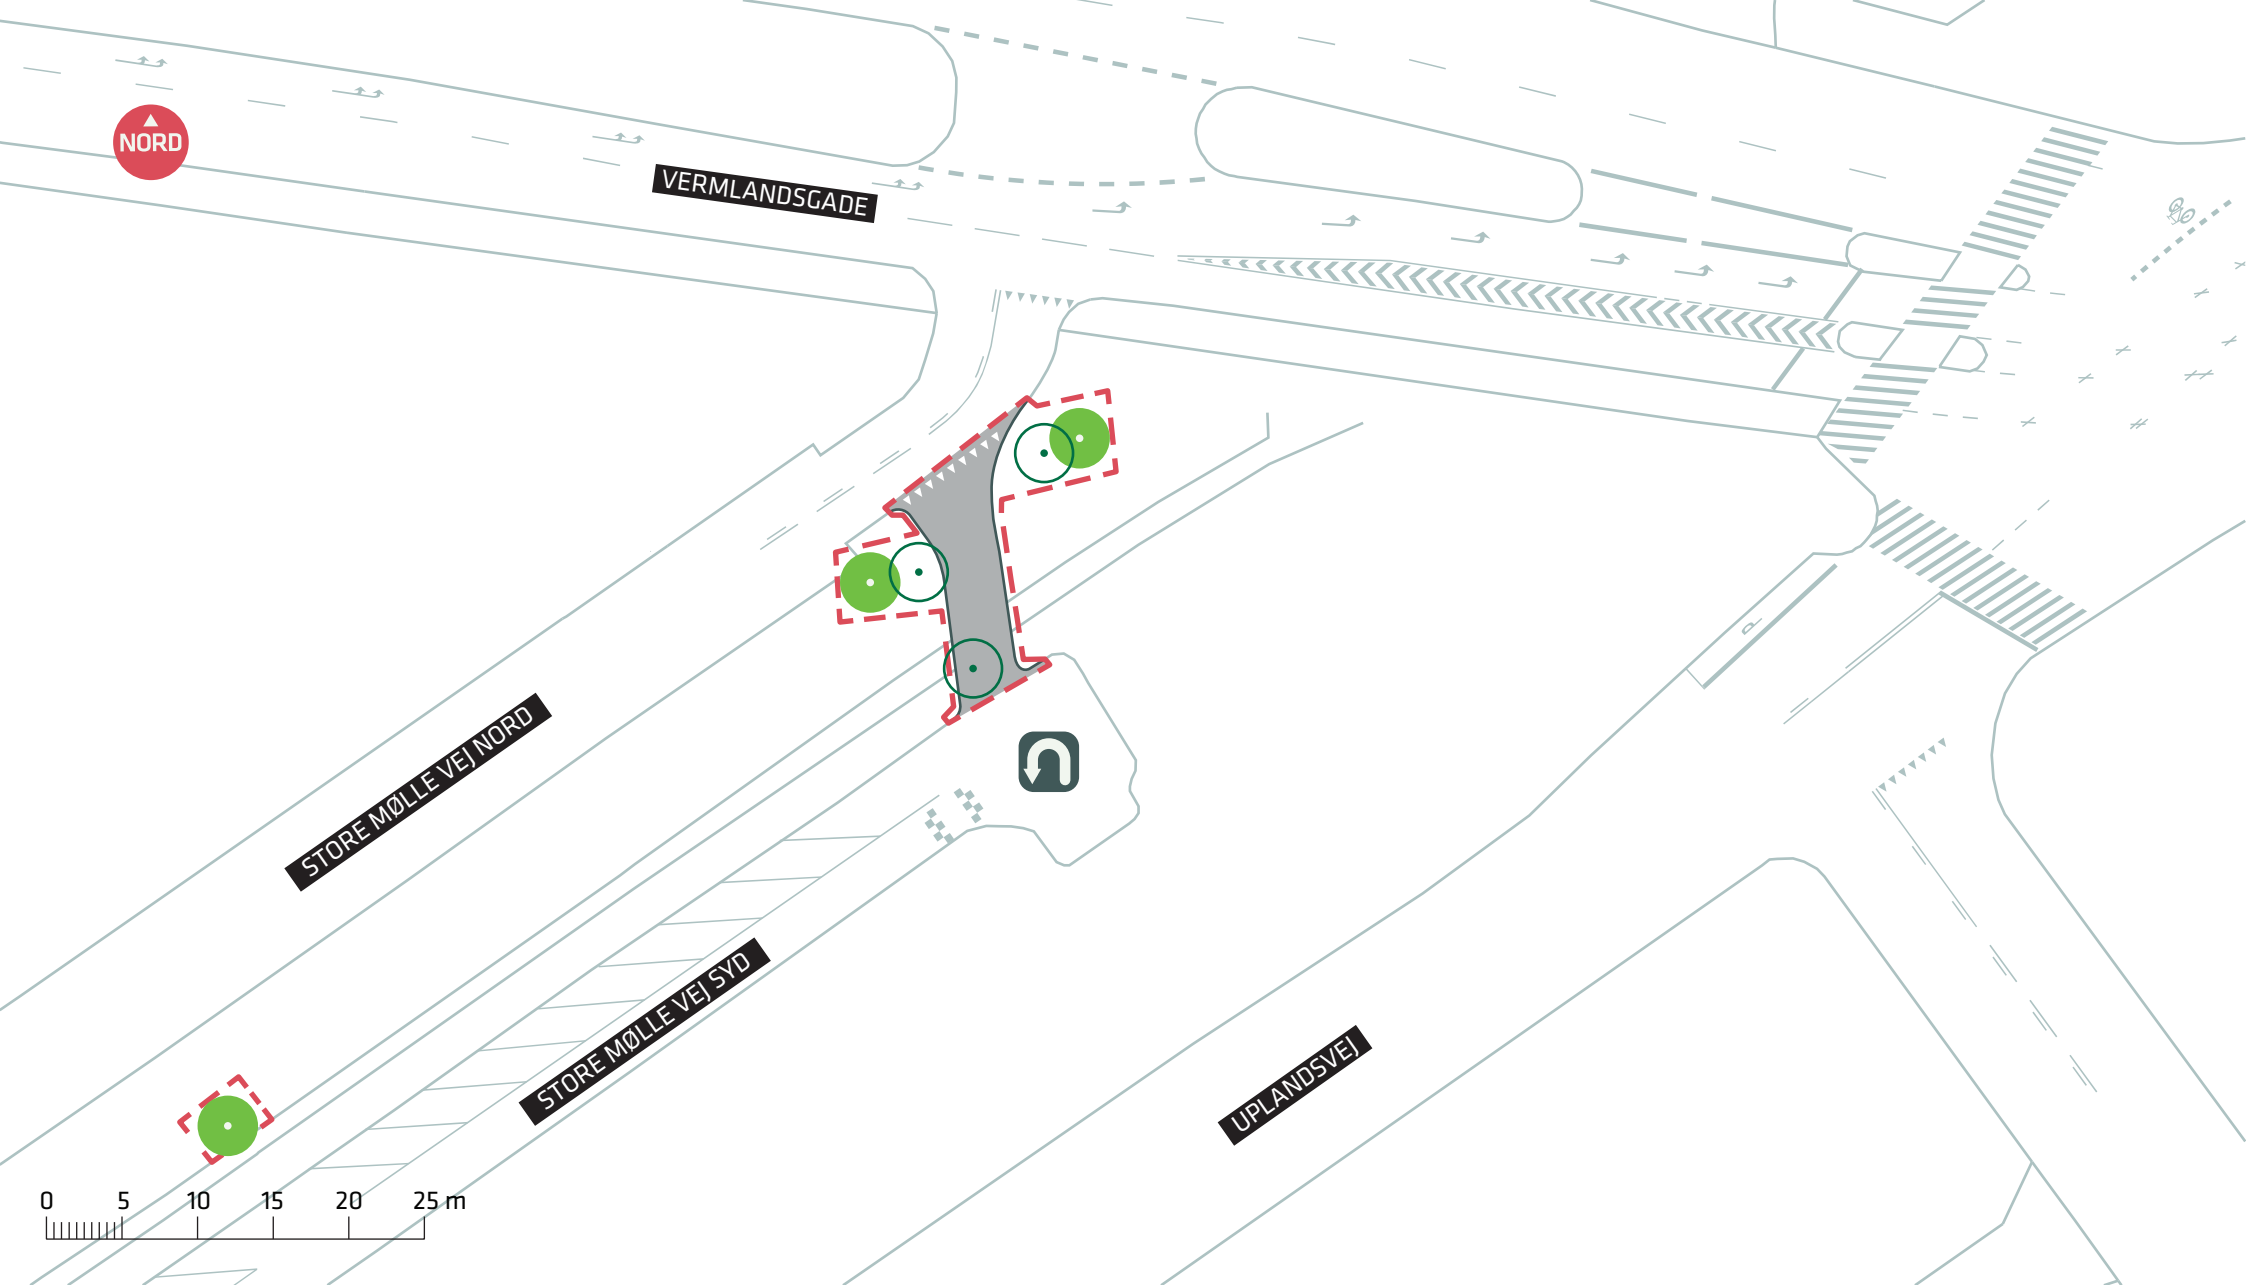 NORD
VERMLANDSGADE
STORE MØLLE VEJ NORD
STORE MØLLE VEJ SYD
UPLANDSVEJ
0 5 10 15 20 25 m